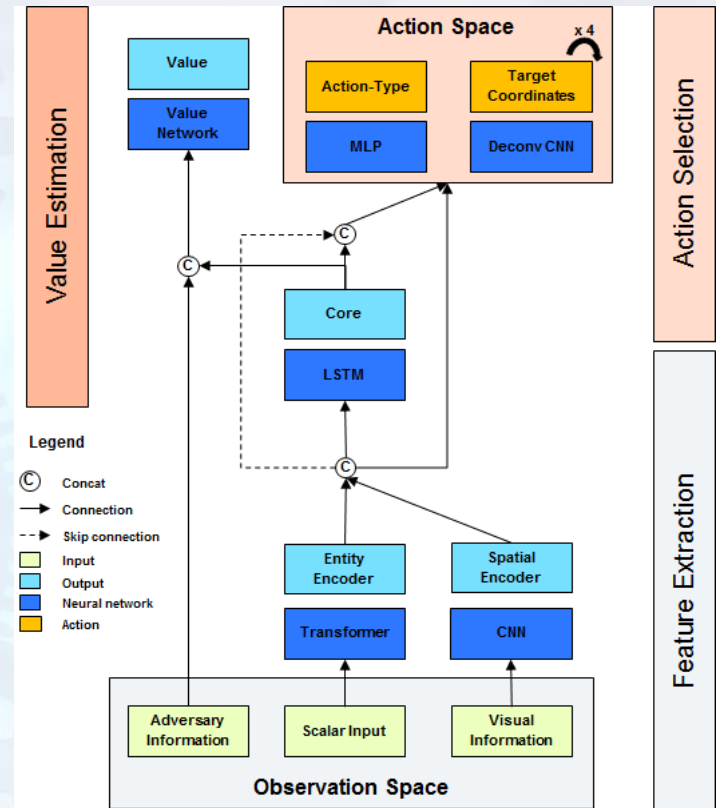 Value Estimation
Value
Value
Network
Action Space
x 4
Action-Type
Target
Coordinates
MLP
Deconv CNN
Action Selection
C
C
Core
LSTM
C
Legend
C Concat
Connection
Skip connection
Input
Output
Neural network
Action
Entity
Encoder
Spatial
Encoder
Transformer
CNN
Feature Extraction
Adversary
Information
Scalar Input
Visual
Information
Observation Space